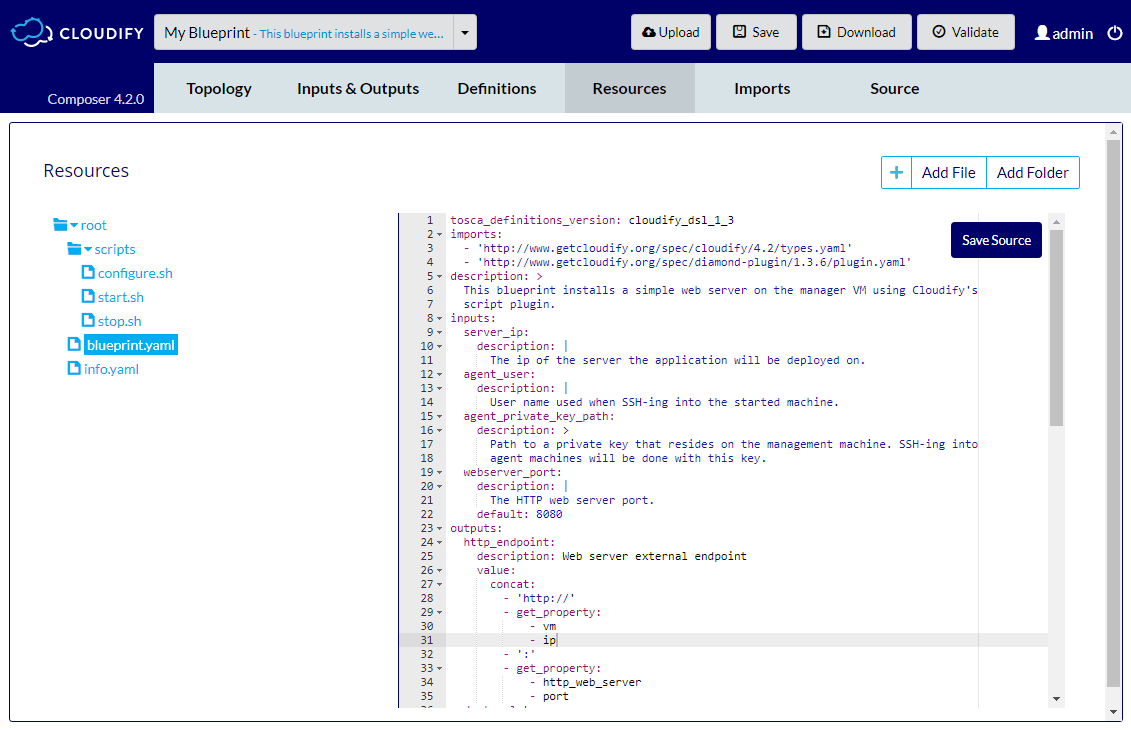 CLOUDIFY
My Blueprint - This blueprint installs a simple we...
Upload
Save
Download
Validate
admin
Composer 4.2.0
Topology
Inputs & Outputs
Definitions
Resources
Imports
Source
Resources
Add File
Add Folder
root
scripts
configure.sh
start.sh
stop.sh
blueprint.yaml
info.yaml
Save Source
1 tosca_definitions_version: cloudify_dsl_1_3
2 imports:
3   - 'http://www.getcloudify.org/spec/cloudify/4.2/types.yaml'
4   - 'http://www.getcloudify.org/spec/diamond-plugin/1.3.6/plugin.yaml'
5 description: >
6   This blueprint installs a simple web server on the manager VM using Cloudify's
7   script plugin.
8 inputs:
9   server_ip:
10     description: |
11       The ip of the server the application will be deployed on.
12   agent_user:
13     description: |
14       User name used when SSH-ing into the started machine.
15   agent_private_key_path:
16     description: >
17       Path to a private key that resides on the management machine. SSH-ing into
18       agent machines will be done with this key.
19   webserver_port:
20     description: |
21       The HTTP web server port.
22     default: 8080
23 outputs:
24   http_endpoint:
25     description: Web server external endpoint
26     value:
27       concat:
28         - 'http://'
29         - get_property:
30             - vm
31             - ip
32         - ':'
33         - get_property:
34             - http_web_server
35             - port